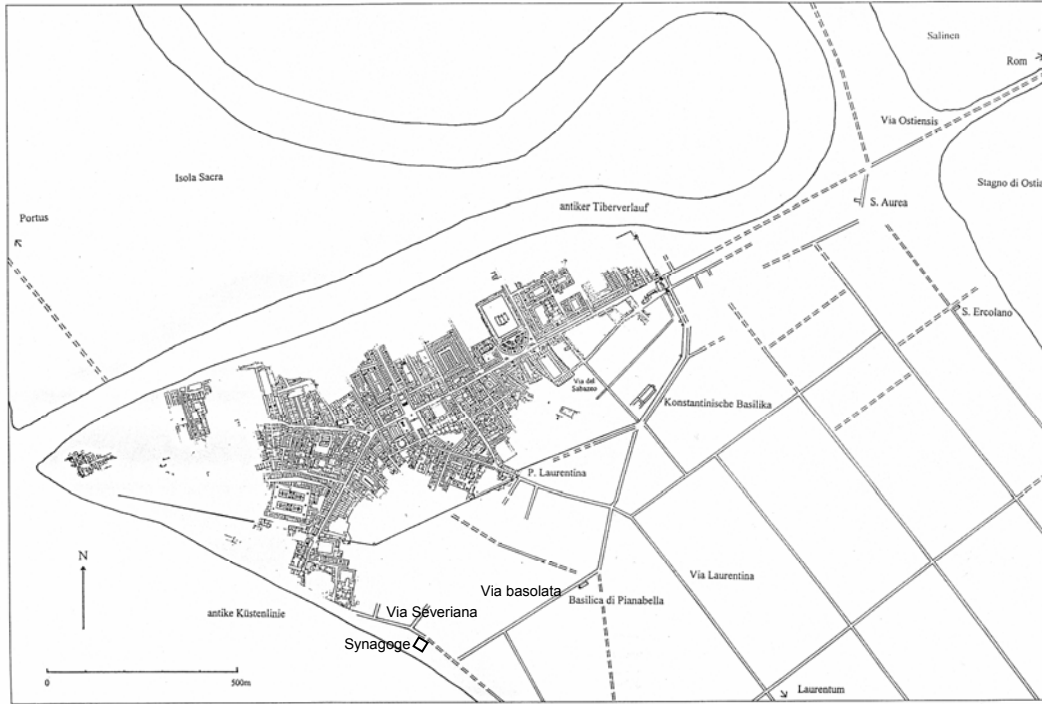 Salinen
Rom
Via Ostiensis
Isola Sacra
Stagno di Ostia
S. Aurea
antiker Tiberverlauf
Portus
S. Ercolano
Via del
Sabazeo
Konstantinische Basilika
P. Laurentina
N
Via Laurentina
Via basolata
Basilica di Pianabella
antike Küstenlinie
Via Severiana
Synagoge
0
500m
Laurentum